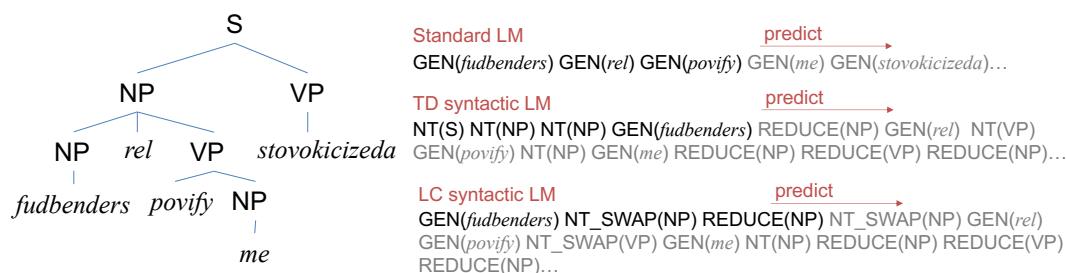 S
NP VP
NP rel VP stovokicizeda
fudbenders povify NP
me
Standard LM predict
GEN(fudbenders) GEN(rel) GEN(povify) GEN(me) GEN(stovokicizeda)…
TD syntactic LM predict
NT(S) NT(NP) NT(NP) GEN(fudbenders) REDUCE(NP) GEN(rel) NT(VP)
GEN(povify) NT(NP) GEN(me) REDUCE(NP) REDUCE(VP) REDUCE(NP)…
LC syntactic LM predict
GEN(fudbenders) NT_SWAP(NP) REDUCE(NP) NT_SWAP(NP) GEN(rel)
GEN(povify) NT_SWAP(VP) GEN(me) NT(NP) REDUCE(NP) REDUCE(VP)
REDUCE(NP)…